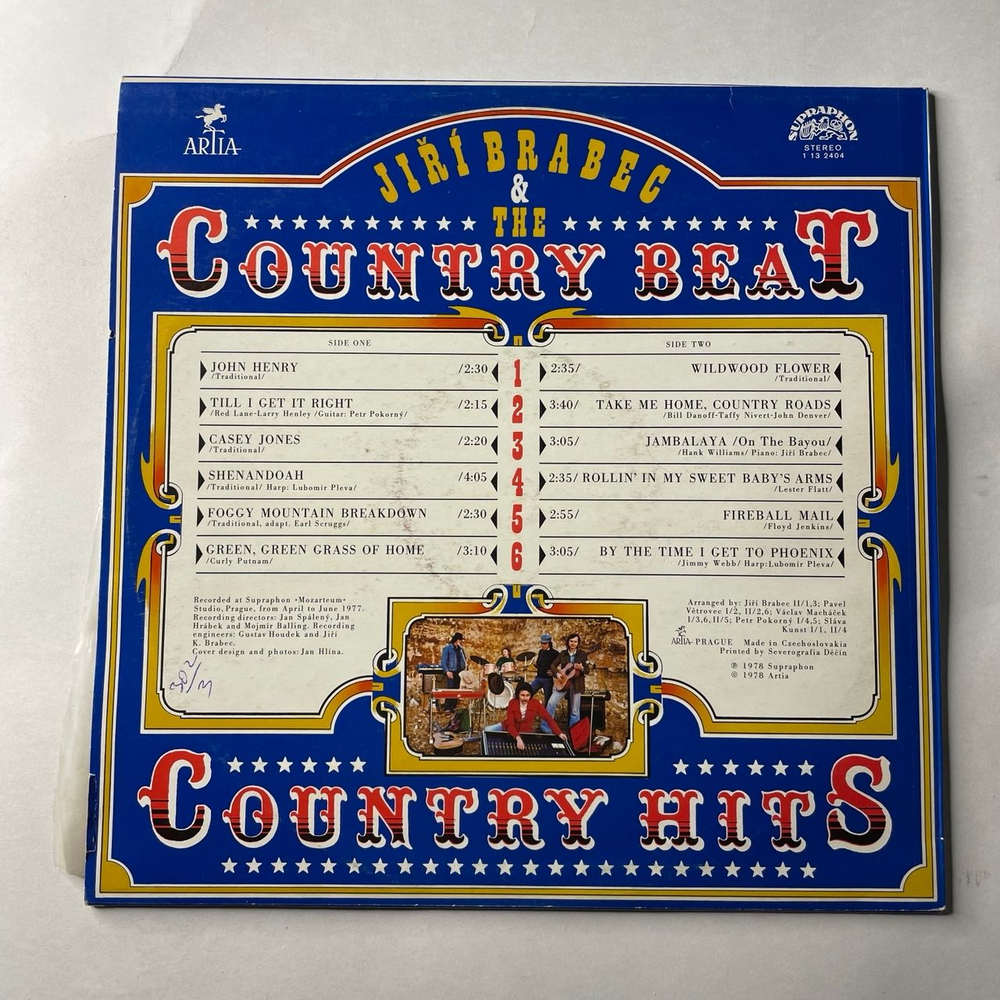 ARTIA
SUPRAPHON
STEREO
1 13 2404
JIŘÍ BRABEC
&
THE
COUNTRY BEAT
SIDE ONE
JOHN HENRY /2:30
/Traditional/
TILL I GET IT RIGHT /2:15
/Red Lane-Larry Henley /Guitar: Petr Pokorný/
CASEY JONES /2:20
/Traditional/
SHENANDOAH /4:05
/Traditional/ Harp: Lubomír Pleva/
FOGGY MOUNTAIN BREAKDOWN /2:30
/Traditional, adapt. Earl Scruggs/
GREEN, GREEN GRASS OF HOME /3:10
/Curly Putnam/
1
2
3
4
5
6
SIDE TWO
2:35/ WILDWOOD FLOWER
/Traditional/
3:40/ TAKE ME HOME, COUNTRY ROADS
/Bill Danoff-Taffy Nivert-John Denver/
3:05/ JAMBALAYA /On The Bayou/
/Hank Williams/ Piano: Jiří Brabec/
2:35/ ROLLIN' IN MY SWEET BABY'S ARMS
/Lester Flatt/
2:55/ FIREBALL MAIL
/Floyd Jenkins/
3:05/ BY THE TIME I GET TO PHOENIX
/Jimmy Webb/ Harp:Lubomír Pleva/
Recorded at Supraphon »Mozarteum«
Studio, Prague, from April to June 1977.
Recording directors: Jan Spálený, Jan
Hrábek and Mojmír Balling. Recording
engineers: Gustav Houdek and Jiří
K. Brabec.
Cover design and photos: Jan Hlína.
Arranged by: Jiří Brabec II/1,3; Pavel
Větrovec I/2, II/2,6; Václav Macháček
I/3,6, II/5; Petr Pokorný I/4,5; Sláva
Kunst I/1, II/4
ARTIA PRAGUE Made in Czechoslovakia
Printed by Severografia Děčín
℗ 1978 Supraphon
© 1978 Artia
COUNTRY HITS